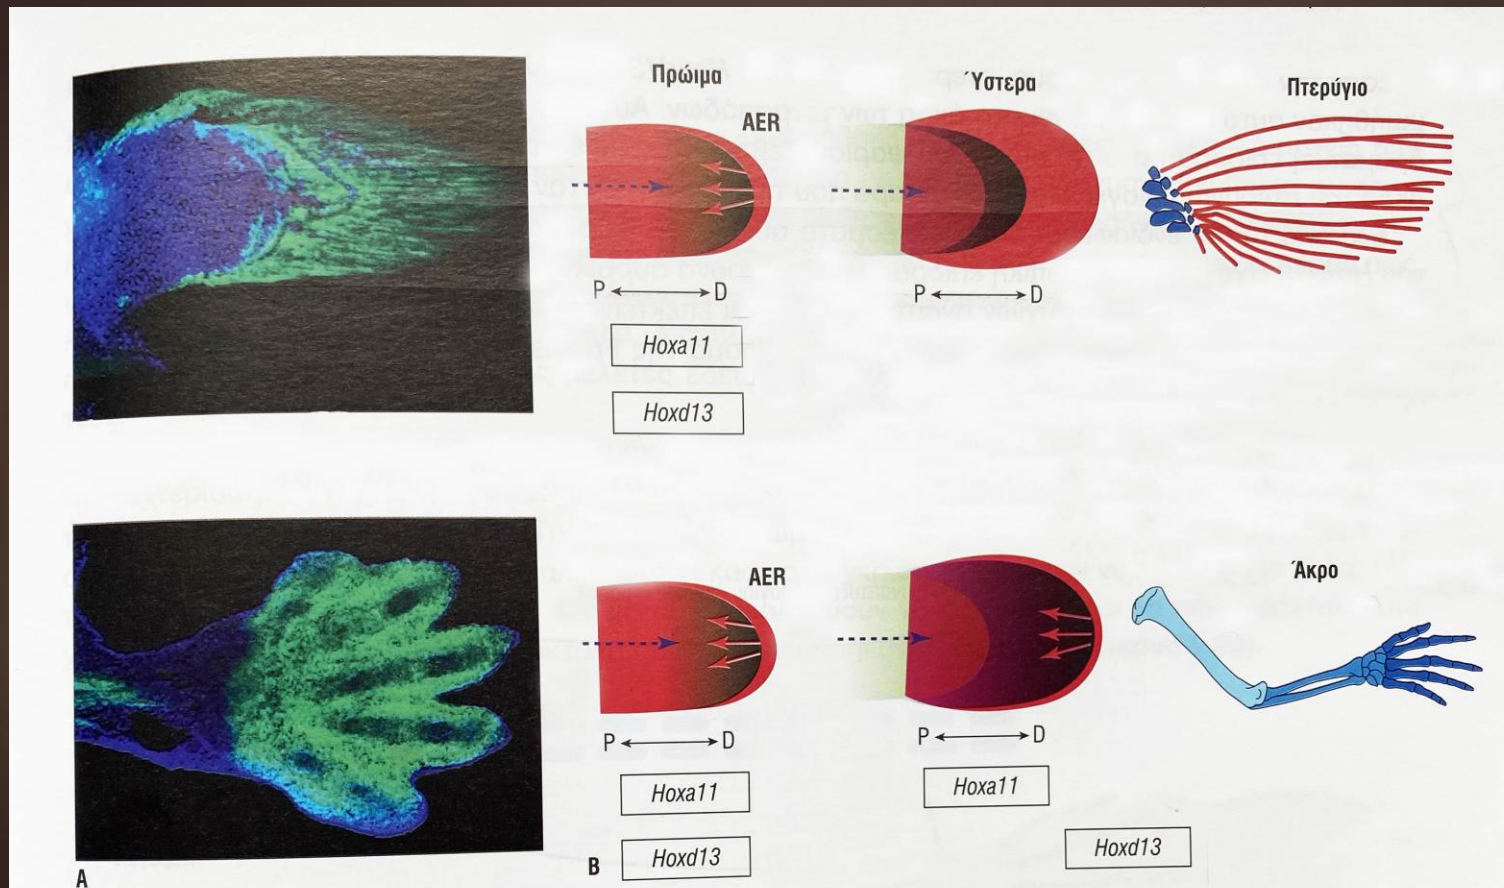 Πρώιμα
Ύστερα
Πτερύγιο
AER
P D
P D
Hoxa11
Hoxd13
Άκρο
AER
P D
P D
Hoxa11
Hoxa11
Hoxd13
Hoxd13
A
B